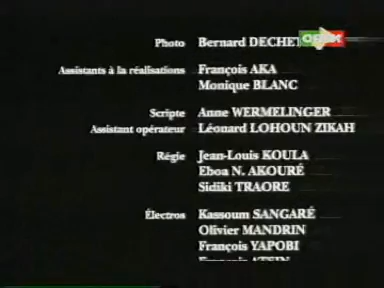 Photo Bernard DECHET
Assistants à la réalisations François AKA
Monique BLANC
Scripte Anne WERMELINGER
Assistant opérateur Léonard LOHOUN ZIKAH
Régie Jean-Louis KOULA
Eboa N. AKOURÉ
Sidiki TRAORE
Électros Kassoum SANGARÉ
Olivier MANDRIN
François YAPOBI